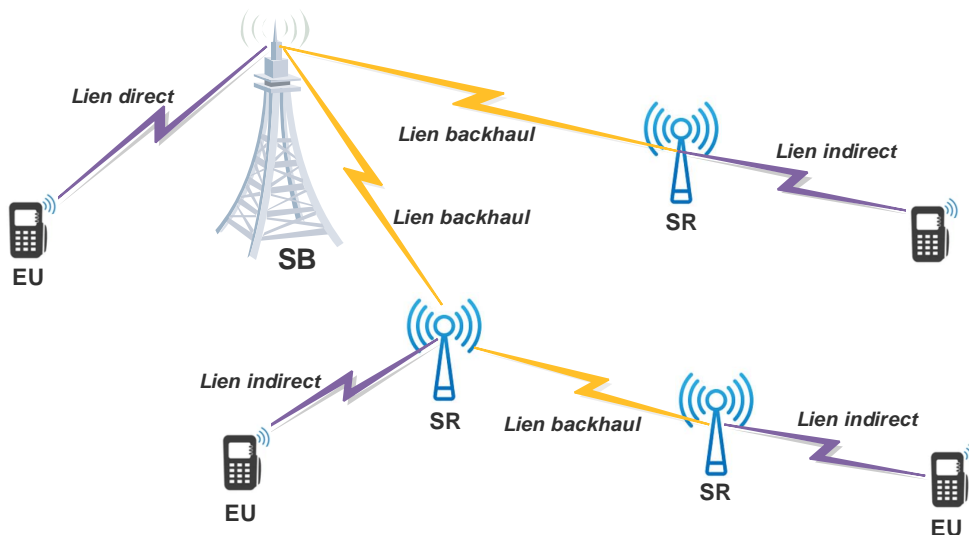 Lien direct
Lien backhaul
Lien indirect
SR
Lien backhaul
SB
EU
Lien indirect
SR
Lien backhaul
Lien indirect
EU
SR
EU